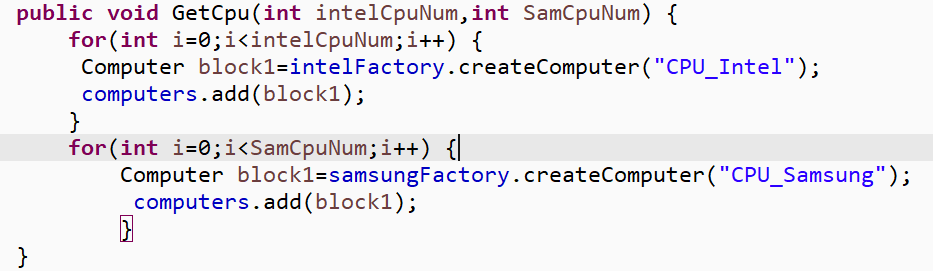 public void GetCpu(int intelCpuNum,int SamCpuNum) {
for(int i=0;i<intelCpuNum;i++) {
Computer block1=intelFactory.createComputer("CPU_Intel");
computers.add(block1);
}
for(int i=0;i<SamCpuNum;i++) {
Computer block1=samsungFactory.createComputer("CPU_Samsung");
computers.add(block1);
}
}